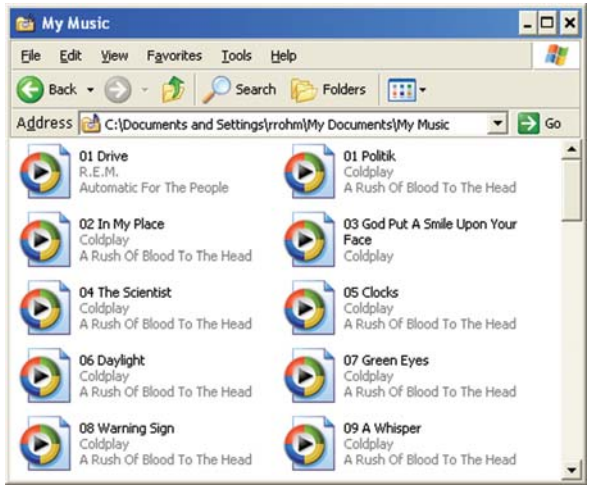 My Music
File Edit View Favorites Tools Help
Back Search Folders
Address C:\Documents and Settings\rrohm\My Documents\My Music Go
01 Drive
R.E.M.
Automatic For The People
01 Politik
Coldplay
A Rush Of Blood To The Head
02 In My Place
Coldplay
A Rush Of Blood To The Head
03 God Put A Smile Upon Your
Face
Coldplay
04 The Scientist
Coldplay
A Rush Of Blood To The Head
05 Clocks
Coldplay
A Rush Of Blood To The Head
06 Daylight
Coldplay
A Rush Of Blood To The Head
07 Green Eyes
Coldplay
A Rush Of Blood To The Head
08 Warning Sign
Coldplay
A Rush Of Blood To The Head
09 A Whisper
Coldplay
A Rush Of Blood To The Head